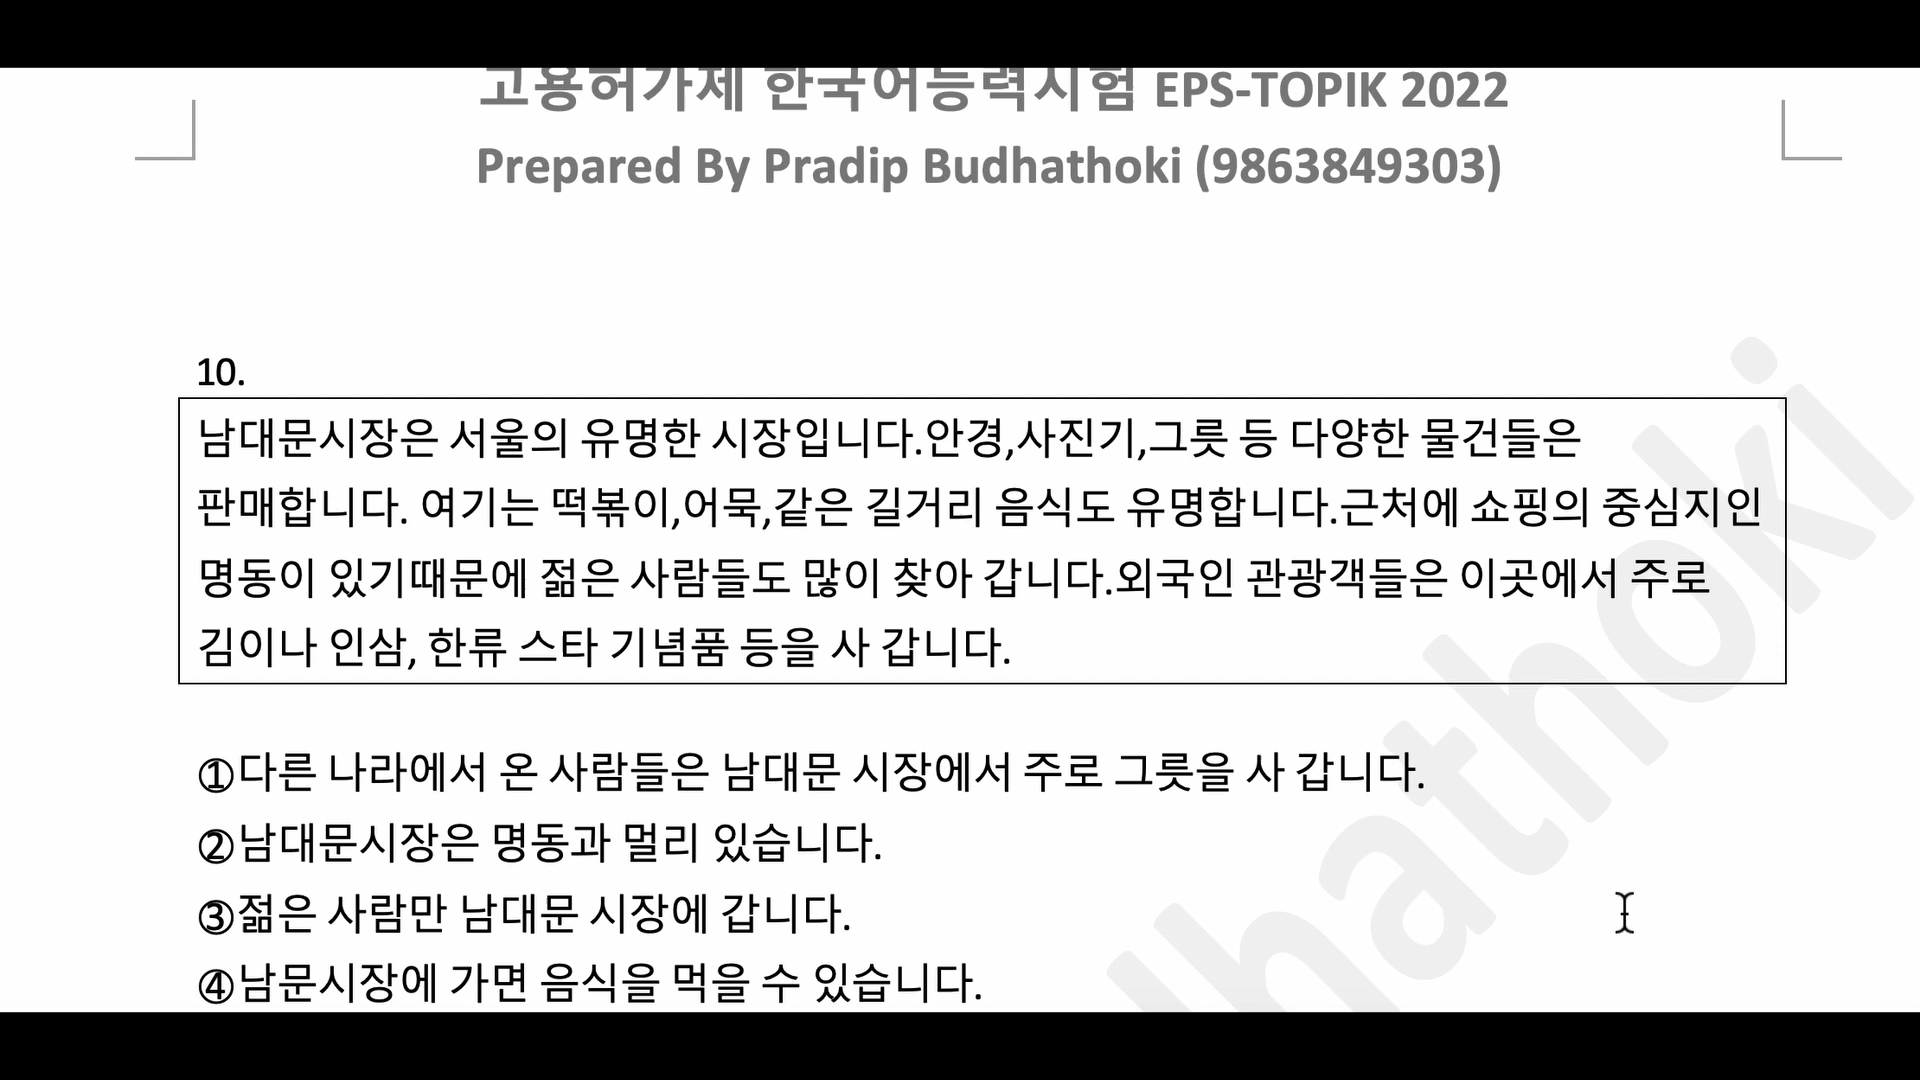 고용허가제 한국어능력시험 EPS-TOPIK 2022
Prepared By Pradip Budhathoki (9863849303)
10.
남대문시장은 서울의 유명한 시장입니다.안경,사진기,그릇 등 다양한 물건들은
판매합니다. 여기는 떡볶이,어묵,같은 길거리 음식도 유명합니다.근처에 쇼핑의 중심지인
명동이 있기때문에 젊은 사람들도 많이 찾아 갑니다.외국인 관광객들은 이곳에서 주로
김이나 인삼, 한류 스타 기념품 등을 사 갑니다.
①다른 나라에서 온 사람들은 남대문 시장에서 주로 그릇을 사 갑니다.
②남대문시장은 명동과 멀리 있습니다.
③젊은 사람만 남대문 시장에 갑니다.
④남문시장에 가면 음식을 먹을 수 있습니다.